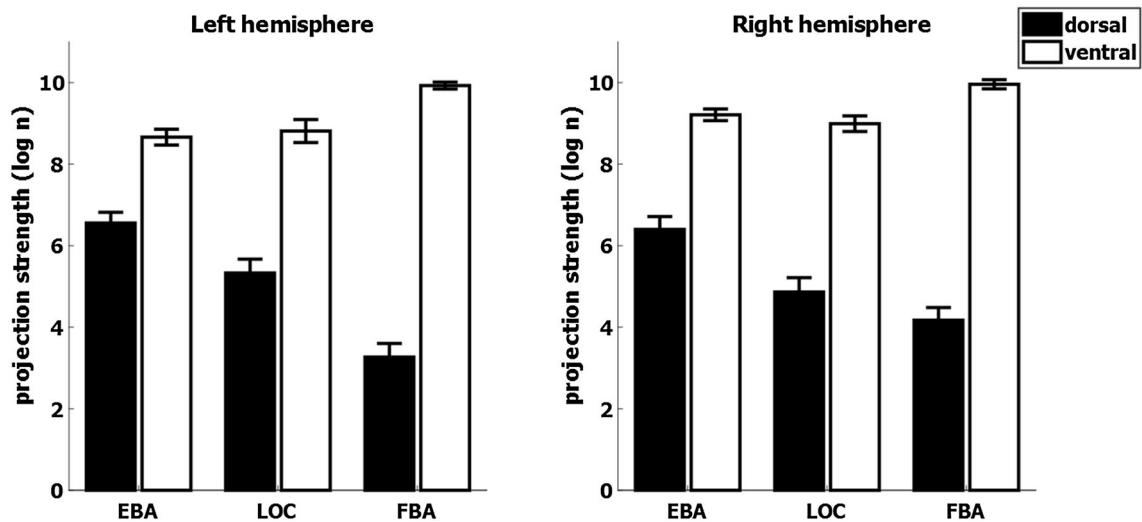 Left hemisphere
projection strength (log n)
10
8
6
4
2
0
EBA LOC FBA
Right hemisphere
projection strength (log n)
10
8
6
4
2
0
EBA LOC FBA
dorsal
ventral